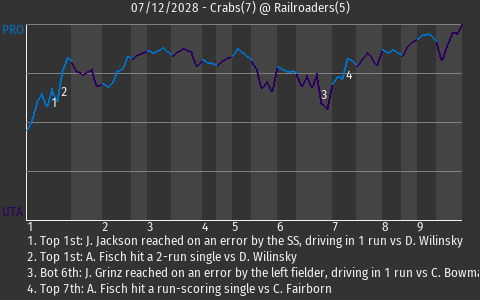 07/12/2028 - Crabs(7) @ Railroaders(5)
PRO
2
1
4
3
UTA
1 2 3 4 5 6 7 8 9
1. Top 1st: J. Jackson reached on an error by the SS, driving in 1 run vs D. Wilinsky
2. Top 1st: A. Fisch hit a 2-run single vs D. Wilinsky
3. Bot 6th: J. Grinz reached on an error by the left fielder, driving in 1 run vs C. Bowma
4. Top 7th: A. Fisch hit a run-scoring single vs C. Fairborn